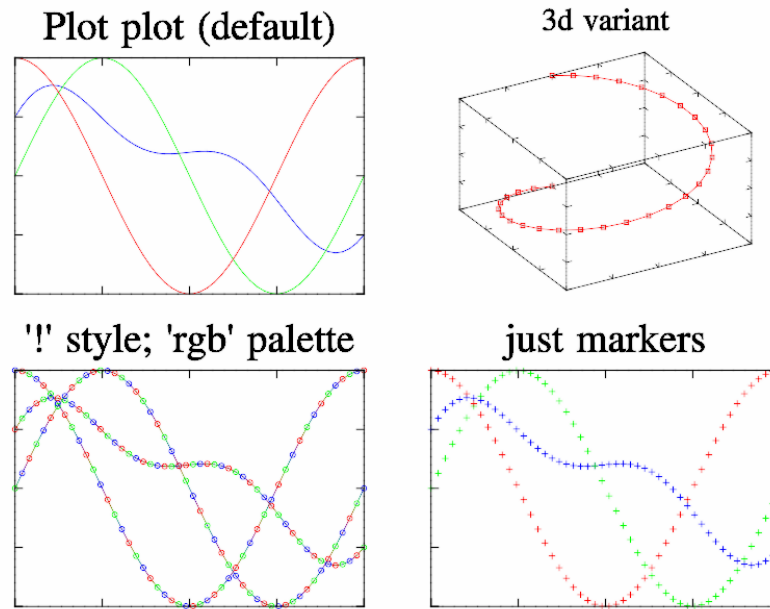 Plot plot (default)
3d variant
'!' style; 'rgb' palette
just markers